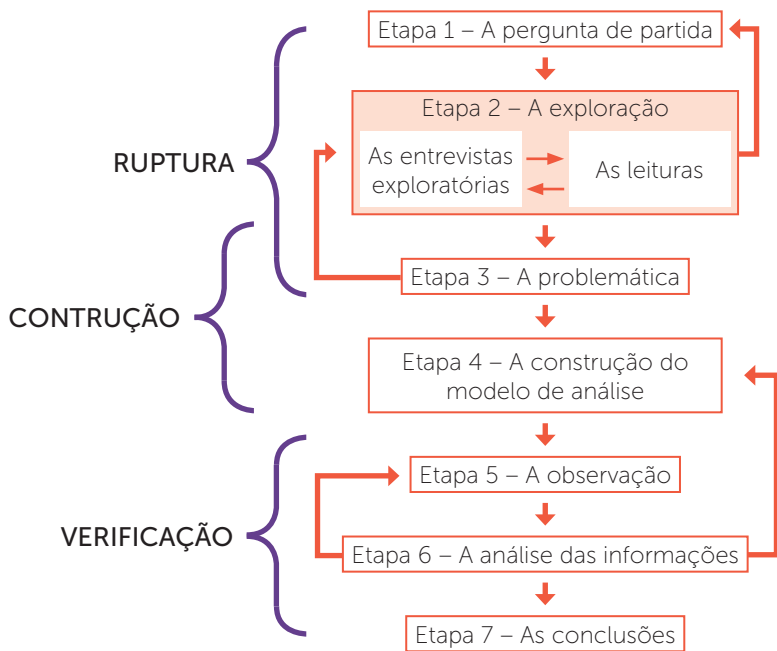 Etapa 1 – A pergunta de partida
Etapa 2 – A exploração
As entrevistas
exploratórias
As leituras
RUPTURA
Etapa 3 – A problemática
CONTRUÇÃO
Etapa 4 – A construção do
modelo de análise
Etapa 5 – A observação
VERIFICAÇÃO
Etapa 6 – A análise das informações
Etapa 7 – As conclusões